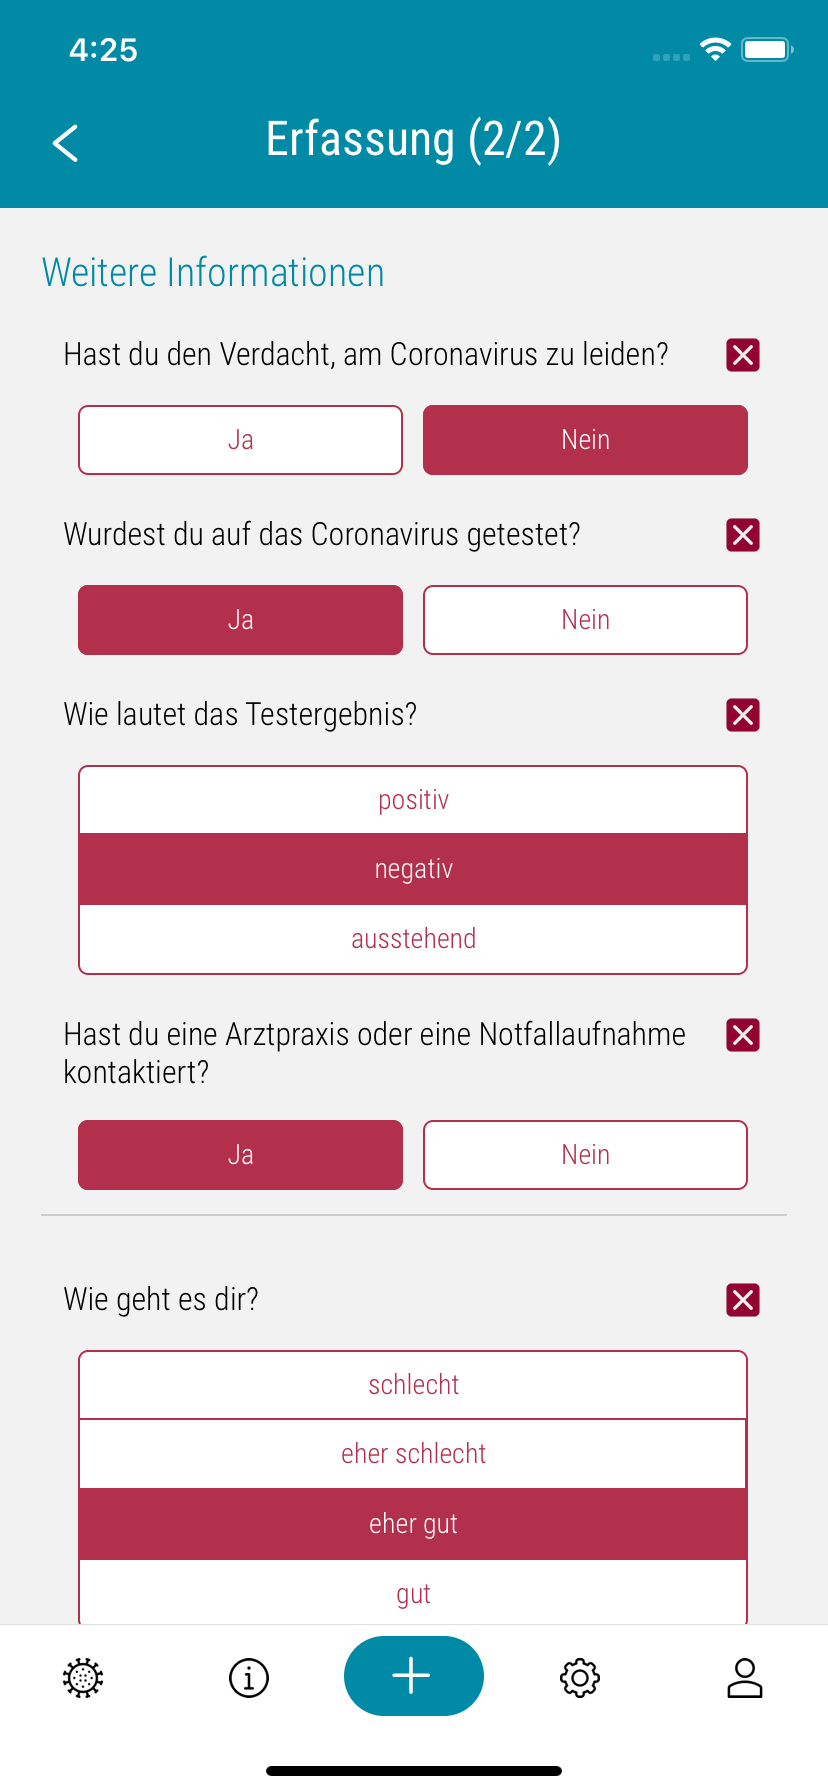 4:25
Erfassung (2/2)
Weitere Informationen
Hast du den Verdacht, am Coronavirus zu leiden?
Ja
Nein
Wurdest du auf das Coronavirus getestet?
Ja
Nein
Wie lautet das Testergebnis?
positiv
negativ
ausstehend
Hast du eine Arztpraxis oder eine Notfallaufnahme
kontaktiert?
Ja
Nein
Wie geht es dir?
schlecht
eher schlecht
eher gut
gut